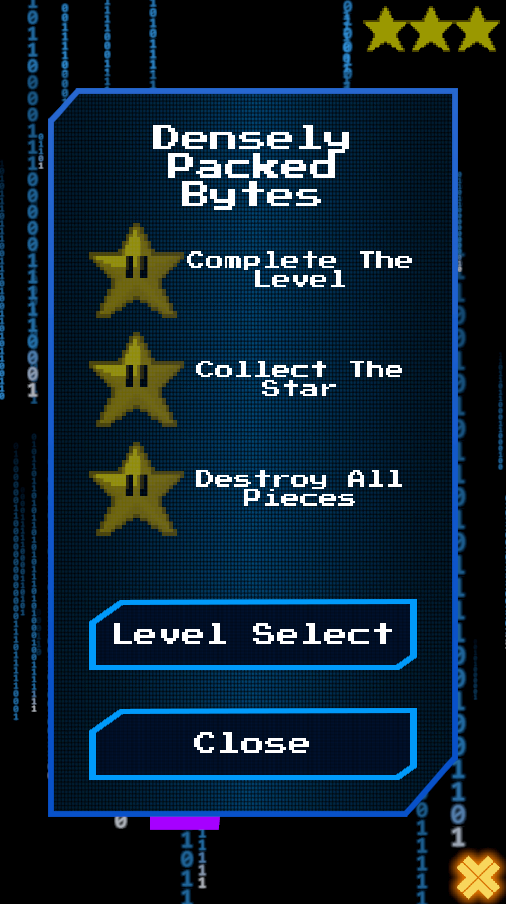 Densely
Packed
Bytes
Complete The
Level
Collect The
Star
Destroy All
Pieces
Level Select
Close